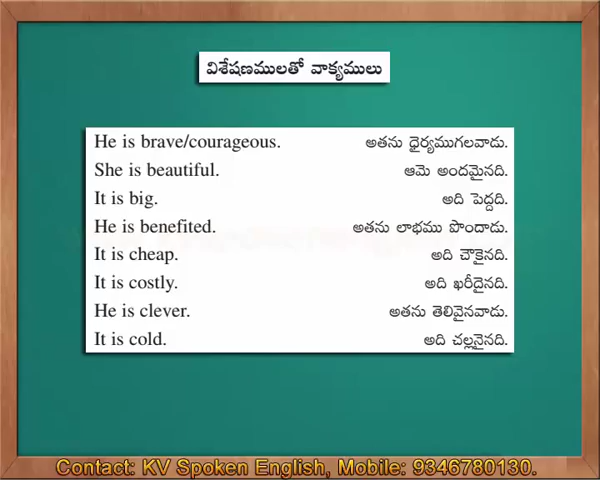 విశేషణములతో వాక్యములు
He is brave/courageous. అతను ధైర్యముగలవాడు.
She is beautiful. ఆమె అందమైనది.
It is big. అది పెద్దది.
He is benefited. అతను లాభము పొందాడు.
It is cheap. అది చౌకైనది.
It is costly. అది ఖరీదైనది.
He is clever. అతను తెలివైనవాడు.
It is cold. అది చల్లనైనది.
Contact: KV Spoken English, Mobile: 9346780130.